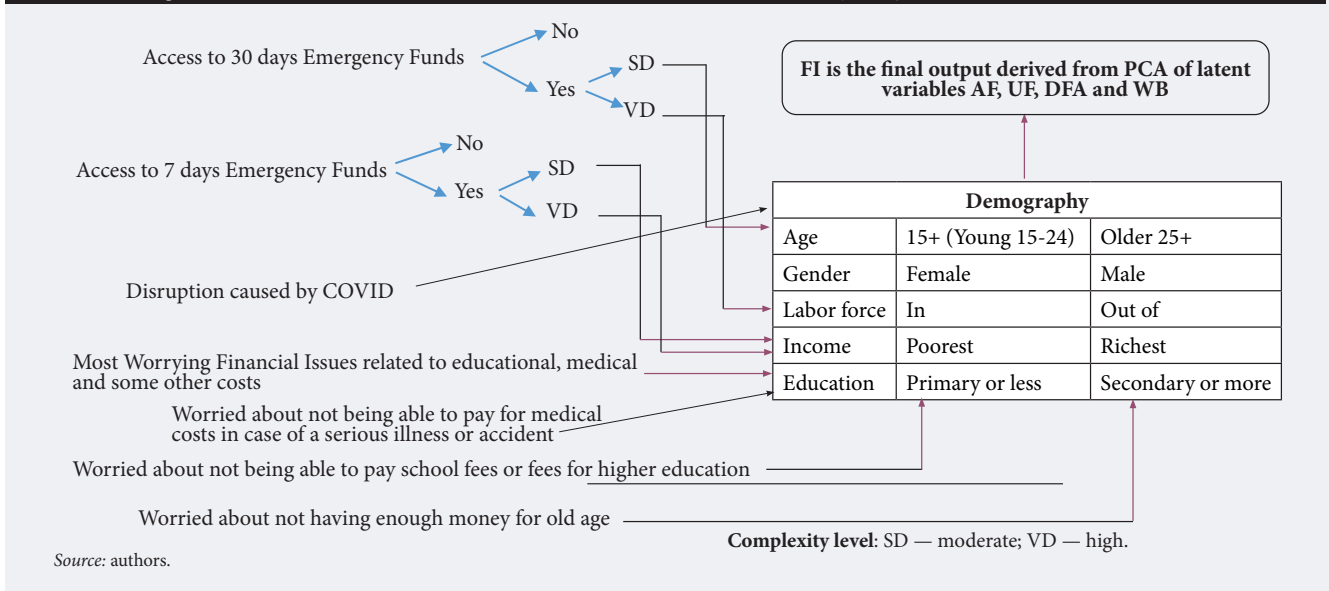 Access to 30 days Emergency Funds
No
Yes
SD
VD
FI is the final output derived from PCA of latent
variables AF, UF, DFA and WB
Access to 7 days Emergency Funds
No
Yes
SD
VD
Disruption caused by COVID
Demography
Age 15+ (Young 15-24) Older 25+
Gender Female Male
Labor force In Out of
Income Poorest Richest
Education Primary or less Secondary or more
Most Worrying Financial Issues related to educational, medical
and some other costs
Worried about not being able to pay for medical
costs in case of a serious illness or accident
Worried about not being able to pay school fees or fees for higher education
Worried about not having enough money for old age
Complexity level: SD — moderate; VD — high.
Source: authors.